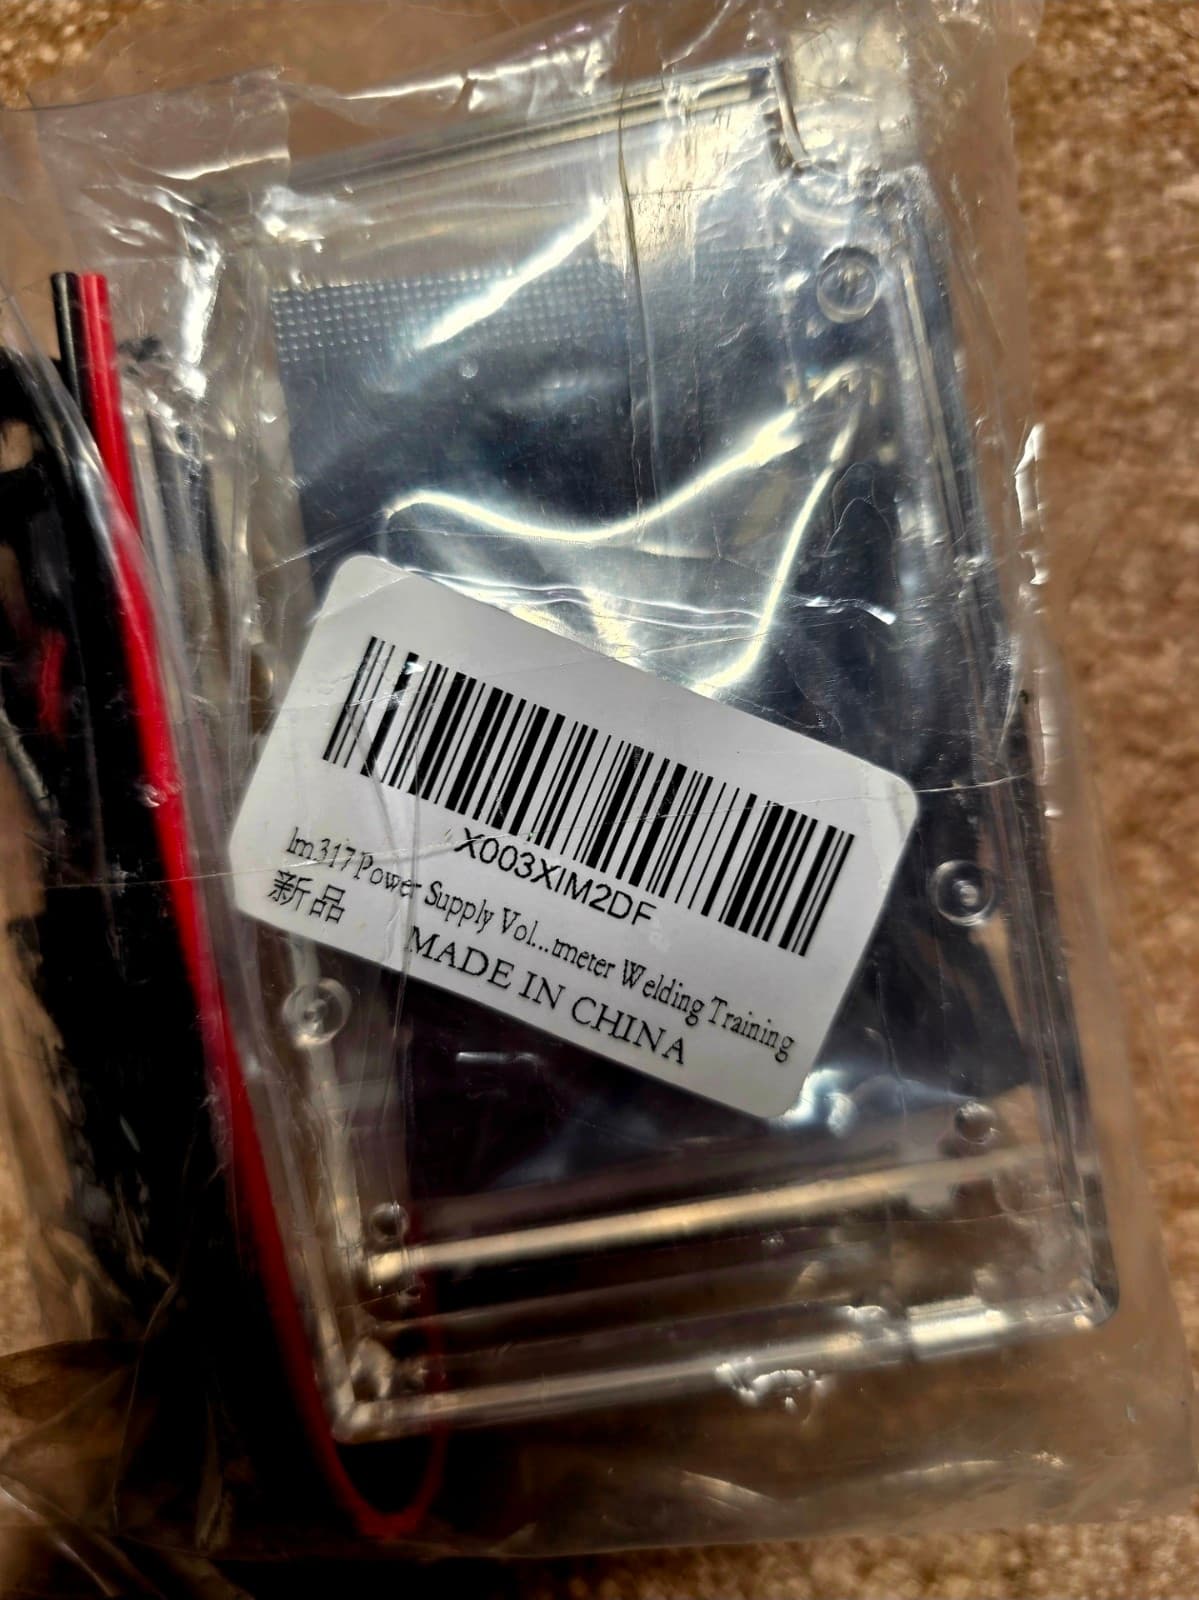 X003XIM2DF
lm317 Power Supply Vol...tmeter Welding Training
新品
MADE IN CHINA